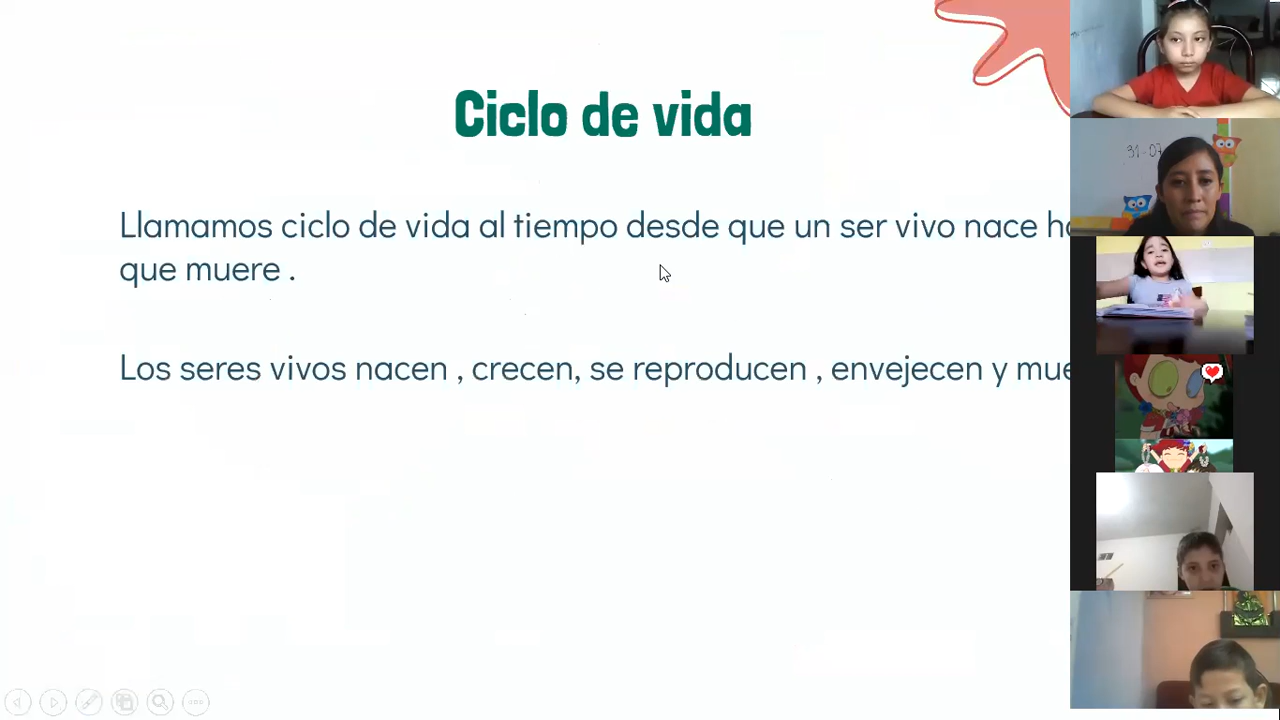 Ciclo de vida
Llamamos ciclo de vida al tiempo desde que un ser vivo nace
que muere .
Los seres vivos nacen , crecen, se reproducen , envejecen y
31-07